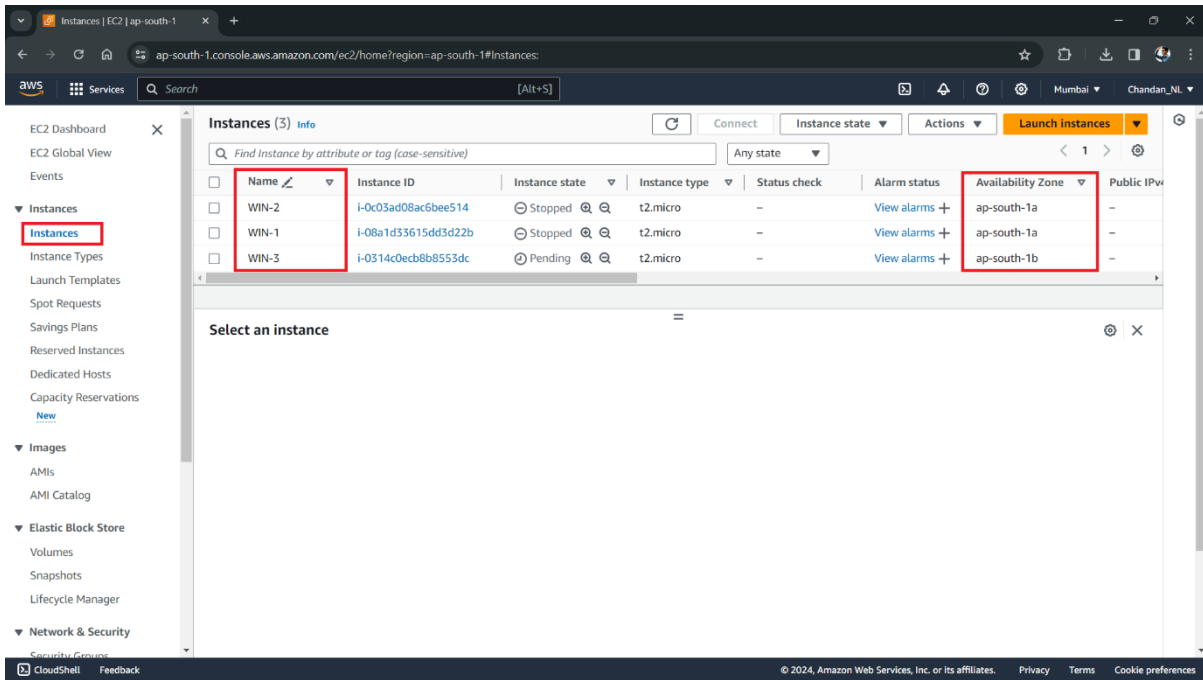 Instances | EC2 | ap-south-1
ap-south-1.console.aws.amazon.com/ec2/home?region=ap-south-1#Instances:
aws Services Search [Alt+S] Mumbai Chandan_NL
EC2 Dashboard
EC2 Global View
Events
Instances
Instances
Instance Types
Launch Templates
Spot Requests
Savings Plans
Reserved Instances
Dedicated Hosts
Capacity Reservations
New
Images
AMIs
AMI Catalog
Elastic Block Store
Volumes
Snapshots
Lifecycle Manager
Network & Security
Security Groups
Instances (3) Info Connect Instance state Actions Launch instances
Find Instance by attribute or tag (case-sensitive) Any state 1
Name Instance ID Instance state Instance type Status check Alarm status Availability Zone Public IPv4
WIN-2 i-0c03ad08ac6bee514 Stopped t2.micro – View alarms + ap-south-1a –
WIN-1 i-08a1d33615dd3d22b Stopped t2.micro – View alarms + ap-south-1a –
WIN-3 i-0314c0ecb8b8553dc Pending t2.micro – View alarms + ap-south-1b –
Select an instance
CloudShell Feedback © 2024, Amazon Web Services, Inc. or its affiliates. Privacy Terms Cookie preferences